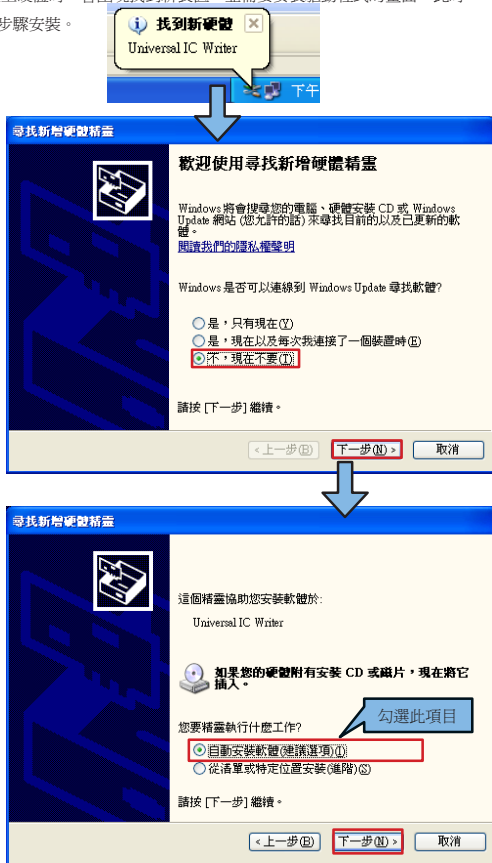 步驟安裝。
找到新硬體
Universal IC Writer
下午
尋找新增硬體精靈
歡迎使用尋找新增硬體精靈
Windows 將會搜尋您的電腦、硬體安裝 CD 或 Windows
Update 網站 (您允許的話) 來尋找目前的以及已更新的軟
體。
閱讀我們的隱私權聲明
Windows 是否可以連線到 Windows Update 尋找軟體?
是,只有現在(Y)
是,現在以及每次我連接了一個裝置時(E)
不,現在不要(T)
請按 [下一步] 繼續。
<上一步(B)
下一步(N)>
取消
尋找新增硬體精靈
這個精靈協助您安裝軟體於:
Universal IC Writer
如果您的硬體附有安裝 CD 或磁片,現在將它
插入。
勾選此項目
您要精靈執行什麼工作?
自動安裝軟體(建議選項)(I)
從清單或特定位置安裝(進階)(S)
請按 [下一步] 繼續。
<上一步(B)
下一步(N)>
取消